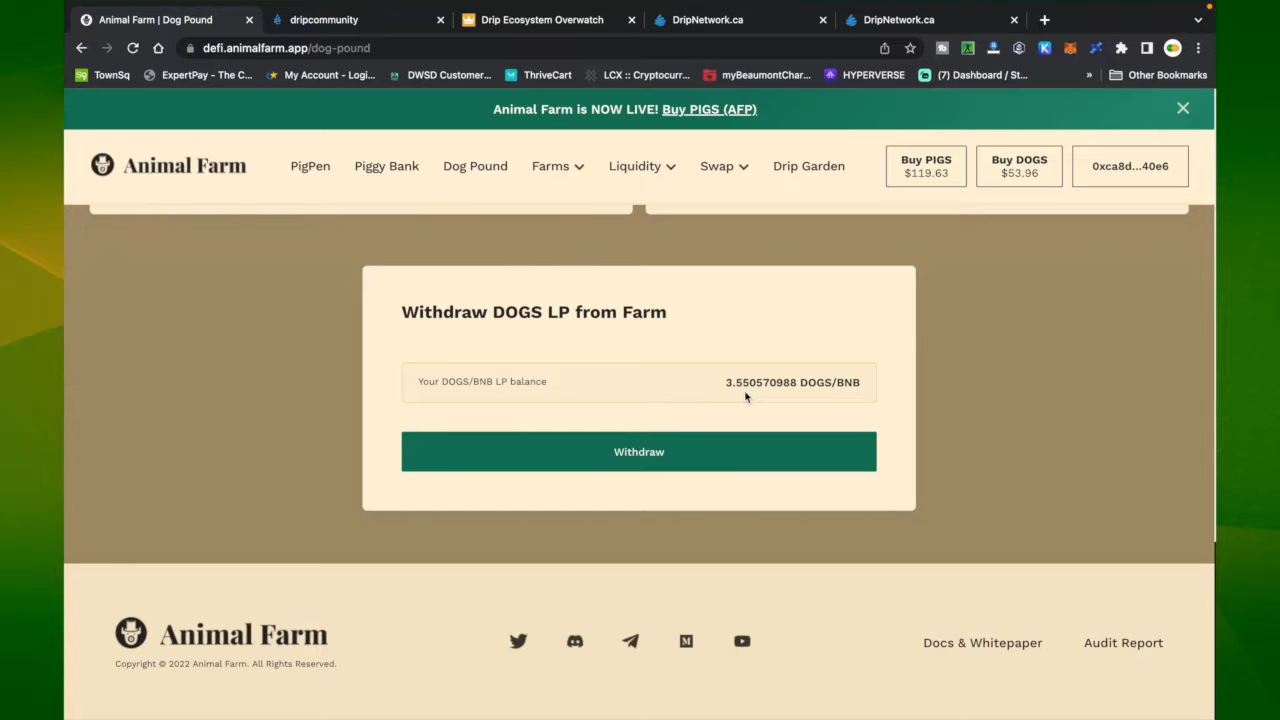 Animal Farm | Dog Pound
dripcommunity
Drip Ecosystem Overwatch
DripNetwork.ca
DripNetwork.ca
defi.animalfarm.app/dog-pound
TownSq
ExpertPay - The C...
My Account - Logi...
DWSD Customer...
ThriveCart
LCX :: Cryptocurr...
myBeaumontChar...
HYPERVERSE
(7) Dashboard / St...
»
Other Bookmarks
Animal Farm is NOW LIVE! Buy PIGS (AFP)
Animal Farm
PigPen
Piggy Bank
Dog Pound
Farms
Liquidity
Swap
Drip Garden
Buy PIGS
$119.63
Buy DOGS
$53.96
0xca8d...40e6
Withdraw DOGS LP from Farm
Your DOGS/BNB LP balance
3.550570988 DOGS/BNB
Withdraw
Animal Farm
Copyright © 2022 Animal Farm. All Rights Reserved.
Docs & Whitepaper
Audit Report